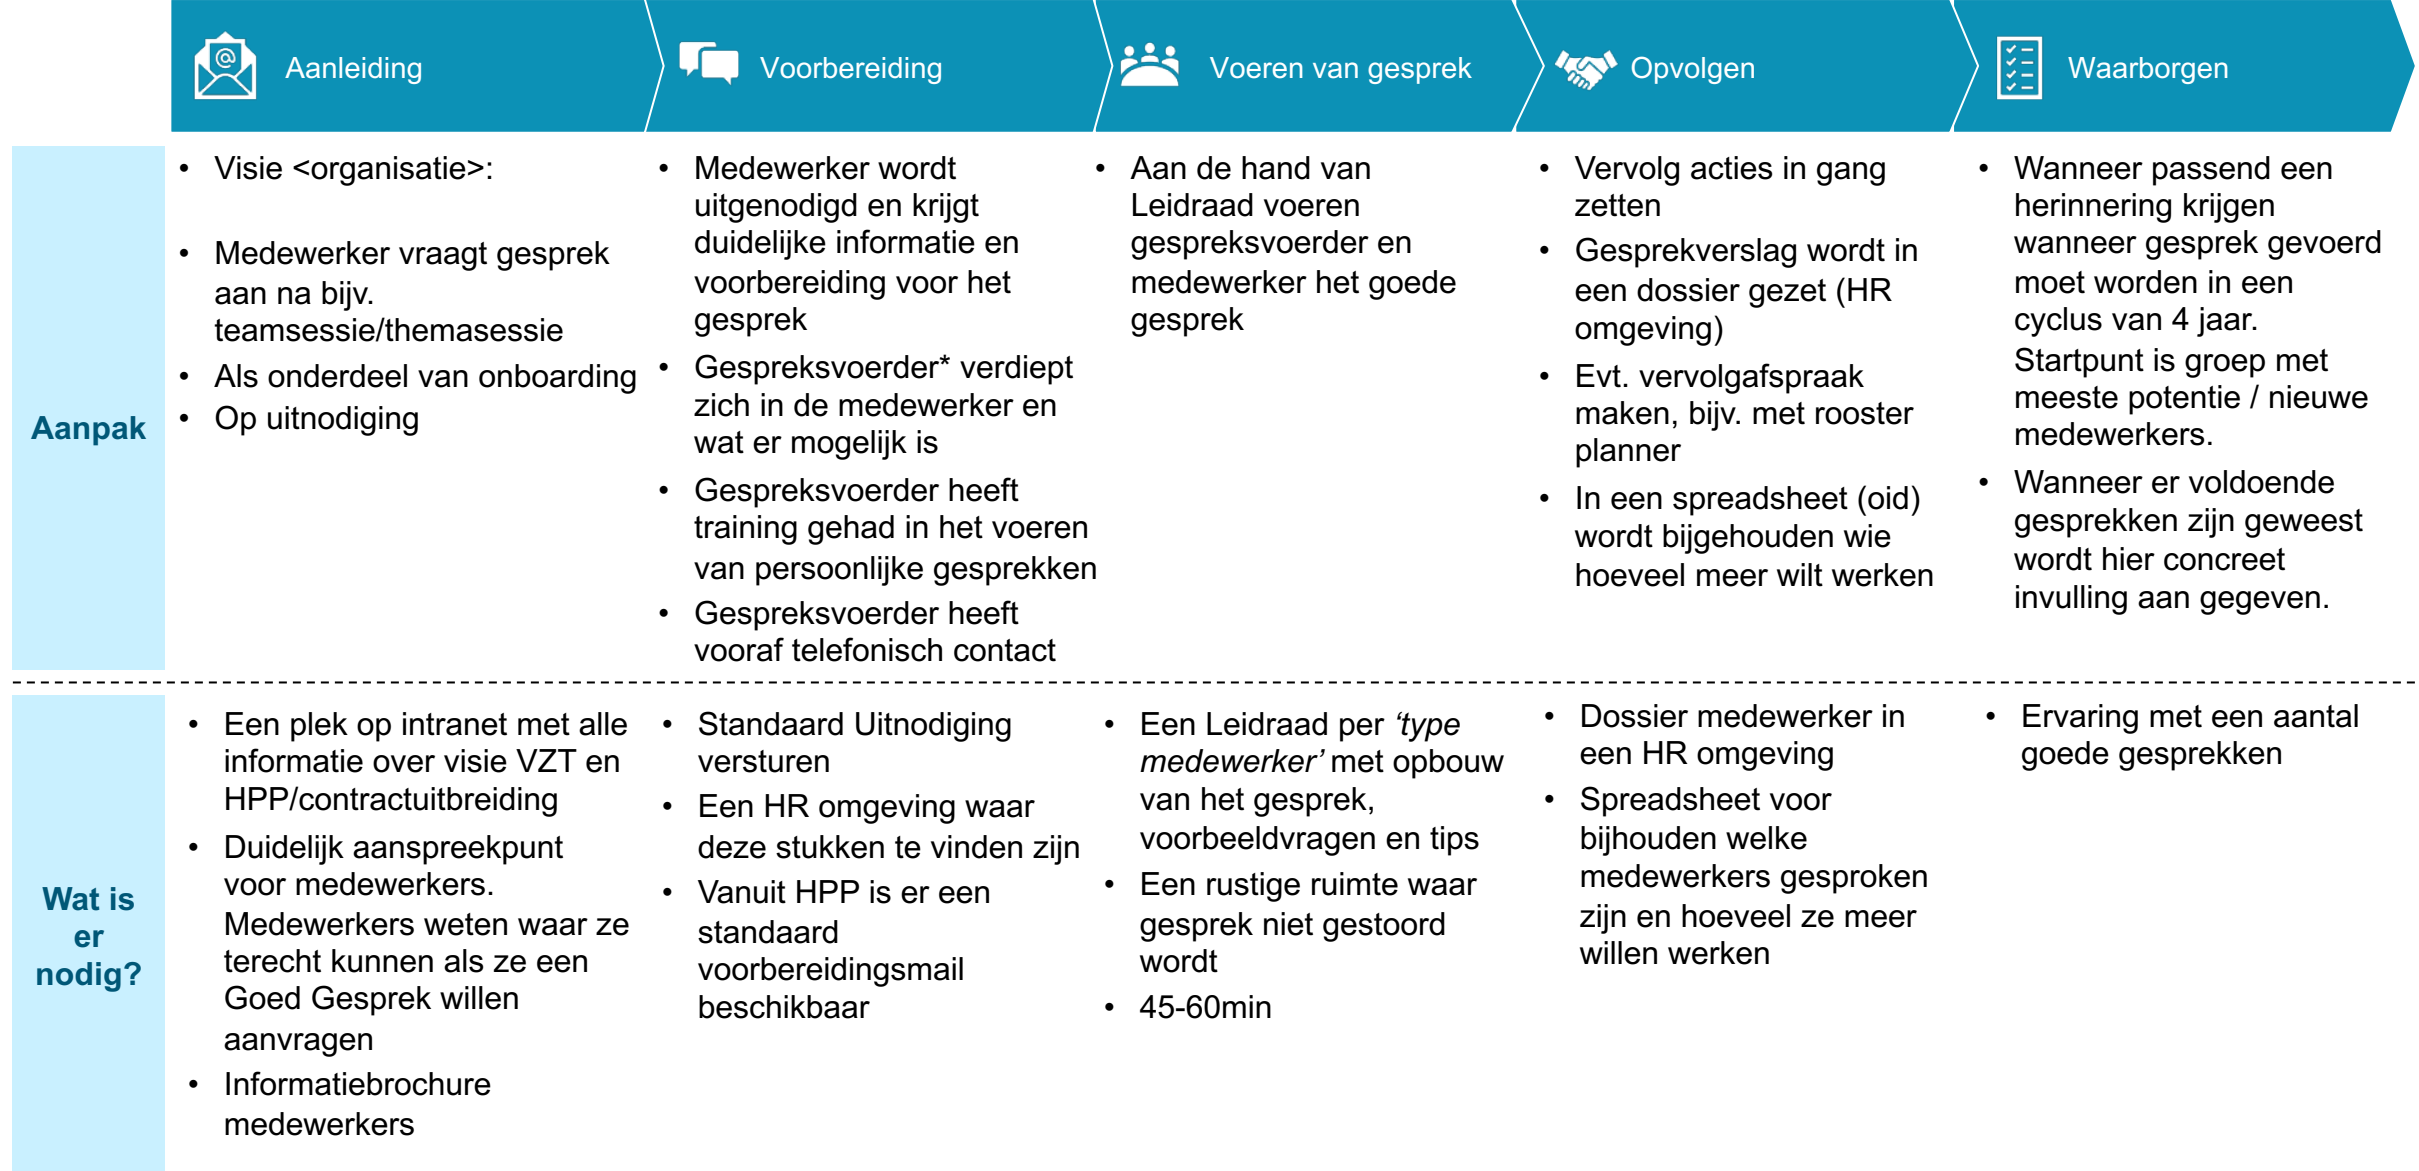 Aanleiding
Voorbereiding
Voeren van gesprek
Opvolgen
Waarborgen
Aanpak
• Visie <organisatie>:
• Medewerker vraagt gesprek
aan na bijv.
teamsessie/themasessie
• Als onderdeel van onboarding
• Op uitnodiging
• Medewerker wordt
uitgenodigd en krijgt
duidelijke informatie en
voorbereiding voor het
gesprek
• Gespreksvoerder* verdiept
zich in de medewerker en
wat er mogelijk is
• Gespreksvoerder heeft
training gehad in het voeren
van persoonlijke gesprekken
• Gespreksvoerder heeft
vooraf telefonisch contact
• Aan de hand van
Leidraad voeren
gespreksvoerder en
medewerker het goede
gesprek
• Vervolg acties in gang
zetten
• Gesprekverslag wordt in
een dossier gezet (HR
omgeving)
• Evt. vervolgafspraak
maken, bijv. met rooster
planner
• In een spreadsheet (oid)
wordt bijgehouden wie
hoeveel meer wilt werken
• Wanneer passend een
herinnering krijgen
wanneer gesprek gevoerd
moet worden in een
cyclus van 4 jaar.
Startpunt is groep met
meeste potentie / nieuwe
medewerkers.
• Wanneer er voldoende
gesprekken zijn geweest
wordt hier concreet
invulling aan gegeven.
Wat is
er
nodig?
• Een plek op intranet met alle
informatie over visie VZT en
HPP/contractuitbreiding
• Duidelijk aanspreekpunt
voor medewerkers.
Medewerkers weten waar ze
terecht kunnen als ze een
Goed Gesprek willen
aanvragen
• Informatiebrochure
medewerkers
• Standaard Uitnodiging
versturen
• Een HR omgeving waar
deze stukken te vinden zijn
• Vanuit HPP is er een
standaard
voorbereidingsmail
beschikbaar
• Een Leidraad per ‘type
medewerker’ met opbouw
van het gesprek,
voorbeeldvragen en tips
• Een rustige ruimte waar
gesprek niet gestoord
wordt
• 45-60min
• Dossier medewerker in
een HR omgeving
• Spreadsheet voor
bijhouden welke
medewerkers gesproken
zijn en hoeveel ze meer
willen werken
• Ervaring met een aantal
goede gesprekken